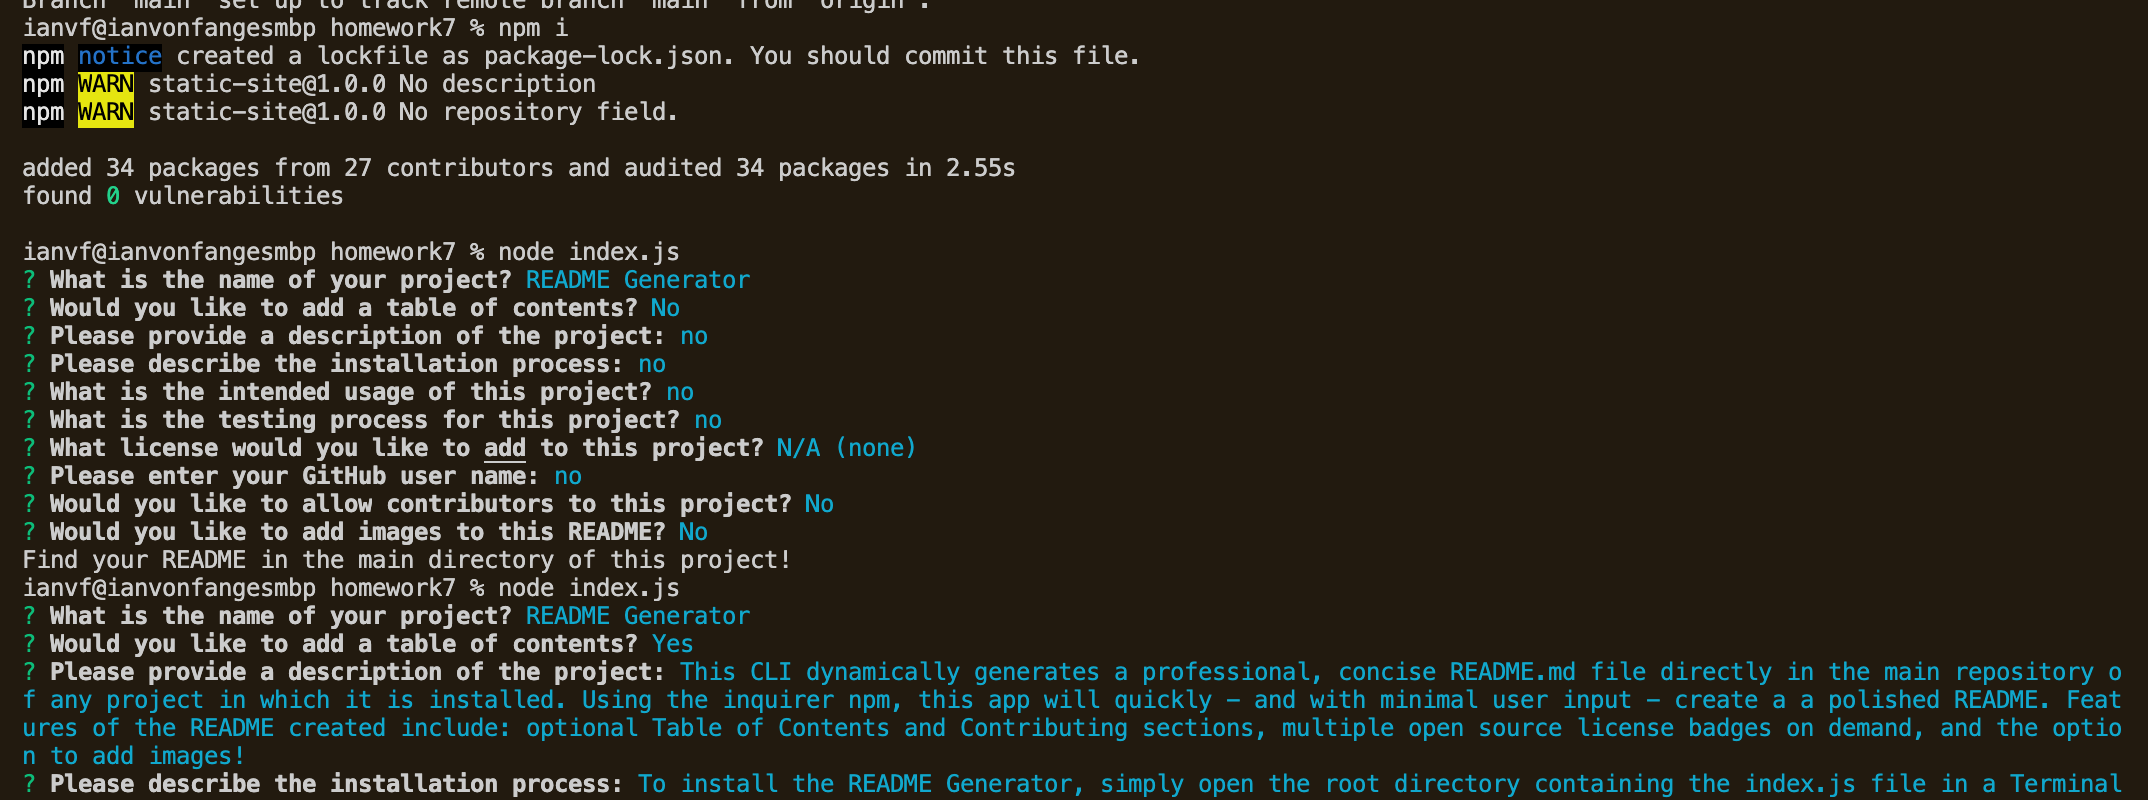 Branch 'main' set up to track remote branch 'main' from 'origin'.
ianvf@ianvonfangesmbp homework7 % npm i
npm notice created a lockfile as package-lock.json. You should commit this file.
npm WARN static-site@1.0.0 No description
npm WARN static-site@1.0.0 No repository field.
added 34 packages from 27 contributors and audited 34 packages in 2.55s
found 0 vulnerabilities
ianvf@ianvonfangesmbp homework7 % node index.js
? What is the name of your project? README Generator
? Would you like to add a table of contents? No
? Please provide a description of the project: no
? Please describe the installation process: no
? What is the intended usage of this project? no
? What is the testing process for this project? no
? What license would you like to add to this project? N/A (none)
? Please enter your GitHub user name: no
? Would you like to allow contributors to this project? No
? Would you like to add images to this README? No
Find your README in the main directory of this project!
ianvf@ianvonfangesmbp homework7 % node index.js
? What is the name of your project? README Generator
? Would you like to add a table of contents? Yes
? Please provide a description of the project: This CLI dynamically generates a professional, concise README.md file directly in the main repository o
f any project in which it is installed. Using the inquirer npm, this app will quickly - and with minimal user input - create a a polished README. Feat
ures of the README created include: optional Table of Contents and Contributing sections, multiple open source license badges on demand, and the optio
n to add images!
? Please describe the installation process: To install the README Generator, simply open the root directory containing the index.js file in a Terminal